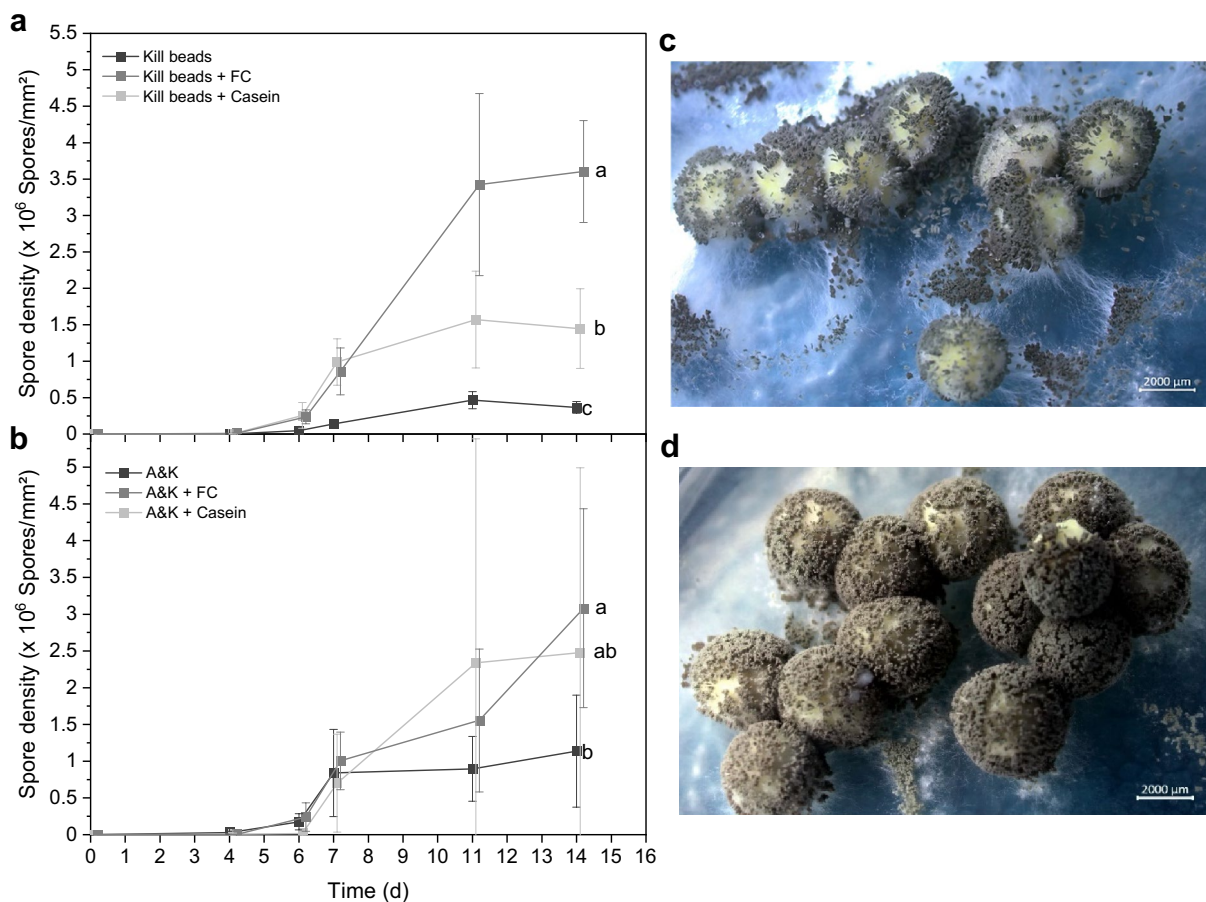 a
5.5
5
4.5
4
3.5
3
2.5
2
1.5
1
0.5
0
Spore density (x 10⁶ Spores/mm²)
Kill beads
Kill beads + FC
Kill beads + Casein
a
b
c
b
5
4.5
4
3.5
3
2.5
2
1.5
1
0.5
0
Spore density (x 10⁶ Spores/mm²)
A&K
A&K + FC
A&K + Casein
a
ab
b
0 1 2 3 4 5 6 7 8 9 10 11 12 13 14 15 16
Time (d)
c
2000 µm
d
2000 µm